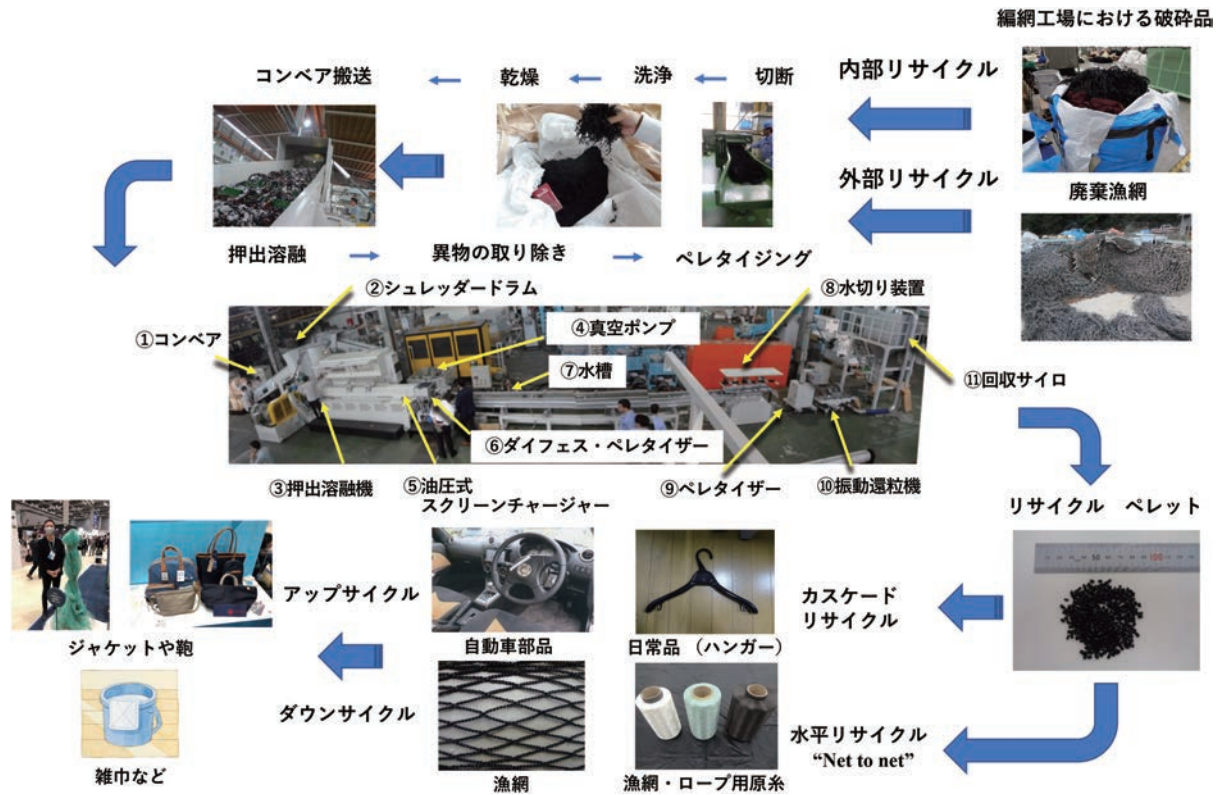 編網工場における破砕品
内部リサイクル
外部リサイクル
廃棄漁網
切断
洗浄
乾燥
コンベア搬送
押出溶融
異物の取り除き
ペレタイジング
①コンベア
②シュレッダードラム
③押出溶融機
④真空ポンプ
⑤油圧式
スクリーンチャージャー
⑥ダイフェス・ペレタイザー
⑦水槽
⑧水切り装置
⑨ペレタイザー
⑩振動還粒機
⑪回収サイロ
リサイクル ペレット
50
100
カスケード
リサイクル
水平リサイクル
“Net to net”
日常品 （ハンガー）
漁網・ロープ用原糸
自動車部品
漁網
アップサイクル
ダウンサイクル
ジャケットや鞄
雑巾など